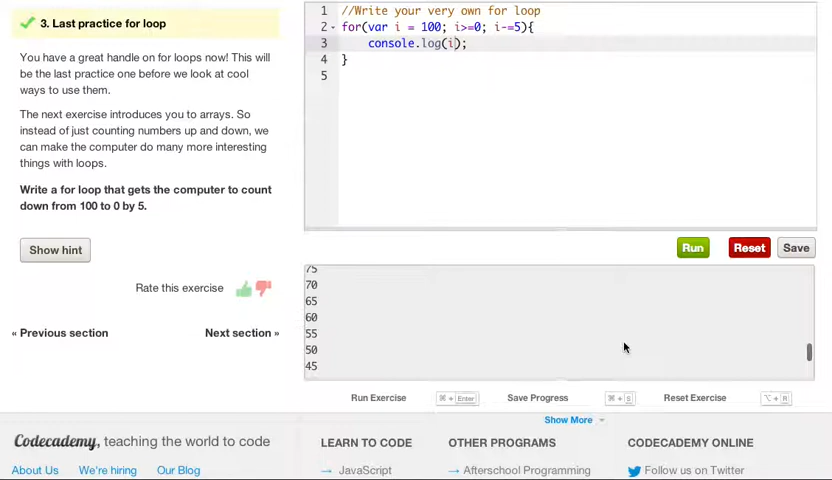 3. Last practice for loop
You have a great handle on for loops now! This will
be the last practice one before we look at cool
ways to use them.
The next exercise introduces you to arrays. So
instead of just counting numbers up and down, we
can make the computer do many more interesting
things with loops.
Write a for loop that gets the computer to count
down from 100 to 0 by 5.
Show hint
Rate this exercise
« Previous section
Next section »
1 //Write your very own for loop
2 for(var i = 100; i>=0; i-=5){
3 console.log(i);
4 }
5
Run
Reset
Save
75
70
65
60
55
50
45
Run Exercise ⌘ + Enter Save Progress ⌘ + S Reset Exercise ⌥ + R
Show More
Codecademy, teaching the world to code
About Us We're hiring Our Blog
LEARN TO CODE
→ JavaScript
OTHER PROGRAMS
→ Afterschool Programming
CODECADEMY ONLINE
Follow us on Twitter